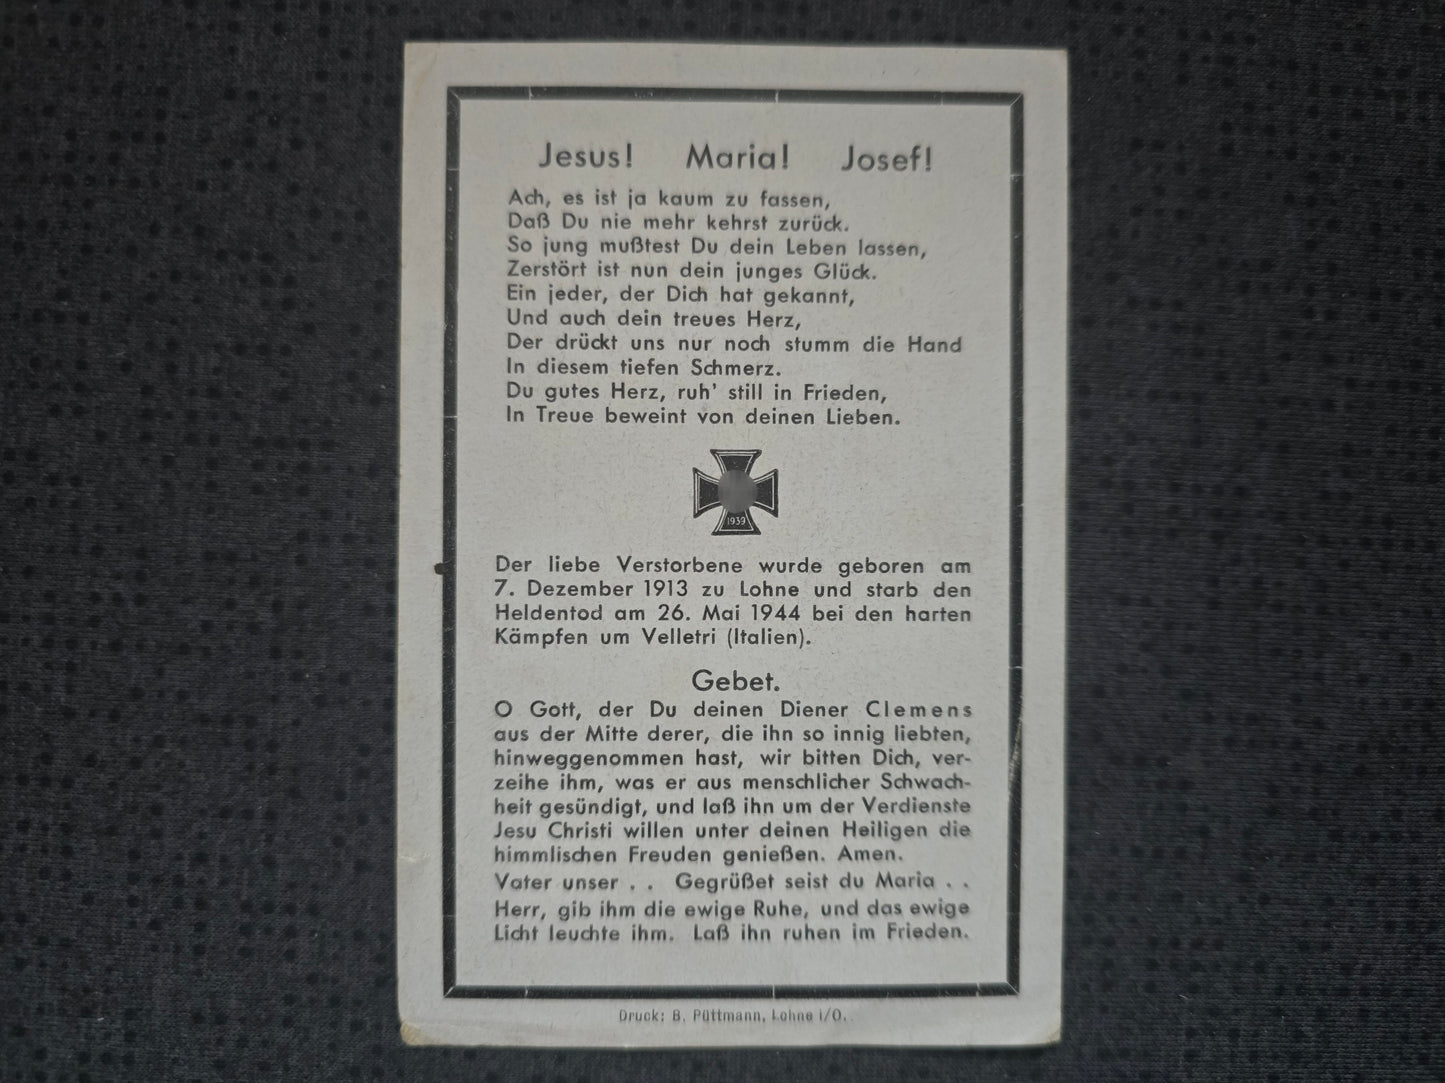 Jesus! Maria! Josef!
Ach, es ist ja kaum zu fassen,
Daß Du nie mehr kehrst zurück.
So jung mußtest Du dein Leben lassen,
Zerstört ist nun dein junges Glück.
Ein jeder, der Dich hat gekannt,
Und auch dein treues Herz,
Der drückt uns nur noch stumm die Hand
In diesem tiefen Schmerz.
Du gutes Herz, ruh' still in Frieden,
In Treue beweint von deinen Lieben.
1939
Der liebe Verstorbene wurde geboren am
7. Dezember 1913 zu Lohne und starb den
Heldentod am 26. Mai 1944 bei den harten
Kämpfen um Velletri (Italien).
Gebet.
O Gott, der Du deinen Diener Clemens
aus der Mitte derer, die ihn so innig liebten,
hinweggenommen hast, wir bitten Dich, ver-
zeihe ihm, was er aus menschlicher Schwach-
heit gesündigt, und laß ihn um der Verdienste
Jesu Christi willen unter deinen Heiligen die
himmlischen Freuden genießen. Amen.
Vater unser . . Gegrüßet seist du Maria . .
Herr, gib ihm die ewige Ruhe, und das ewige
Licht leuchte ihm. Laß ihn ruhen im Frieden.
Druck: B. Püttmann, Lohne i/O.